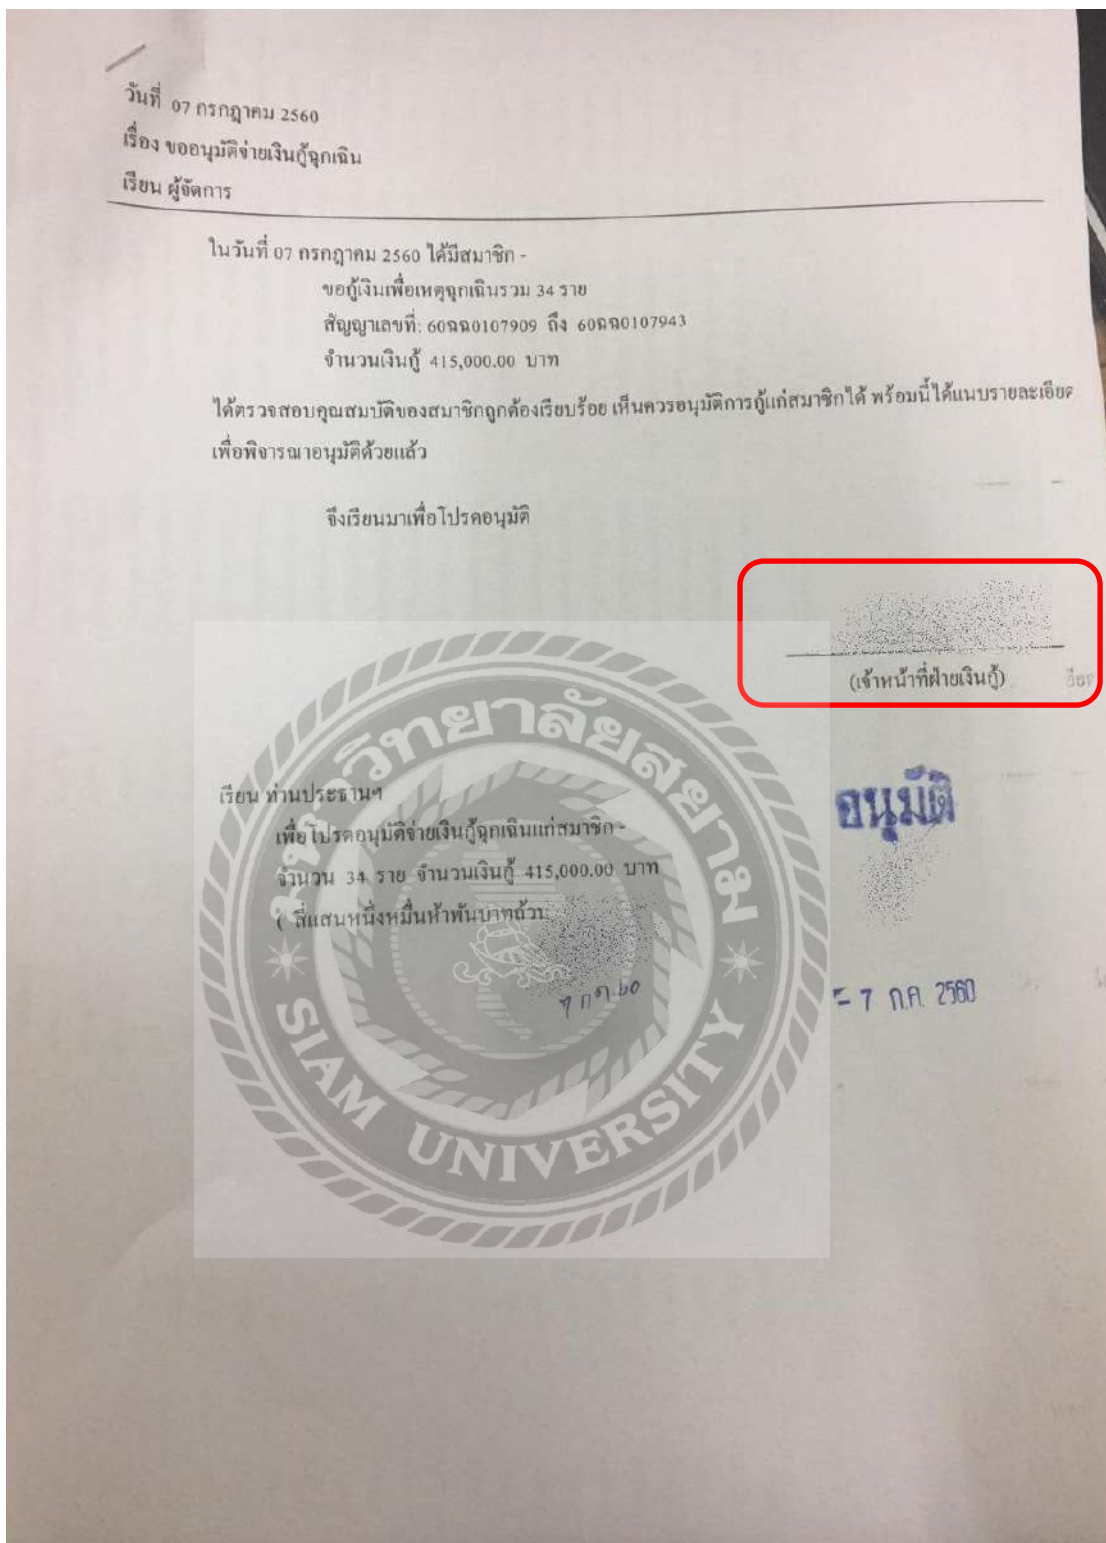 วันที่ 07 กรกฎาคม 2560
เรื่อง ขออนุมัติจ่ายเงินกู้ฉุกเฉิน
เรียน ผู้จัดการ
ในวันที่ 07 กรกฎาคม 2560 ได้มีสมาชิก -
ขอกู้เงินเพื่อเหตุฉุกเฉินรวม 34 ราย
สัญญาเลขที่: 60ฉฉ0107909 ถึง 60ฉฉ0107943
จำนวนเงินกู้ 415,000.00 บาท
ได้ตรวจสอบคุณสมบัติของสมาชิกถูกต้องเรียบร้อย เห็นควรอนุมัติการกู้แก่สมาชิกได้ พร้อมนี้ได้แนบรายละเอียด
เพื่อพิจารณาอนุมัติด้วยแล้ว
จึงเรียนมาเพื่อโปรดอนุมัติ
(เจ้าหน้าที่ฝ่ายเงินกู้)
เรียน ท่านประธานฯ
เพื่อโปรดอนุมัติจ่ายเงินกู้ฉุกเฉินแก่สมาชิก -
จำนวน 34 ราย จำนวนเงินกู้ 415,000.00 บาท
( สี่แสนหนึ่งหมื่นห้าพันบาทถ้วน
7 กค 60
อนุมัติ
- 7 ก.ค. 2560
มหาวิทยาลัยสยาม
SIAM UNIVERSITY